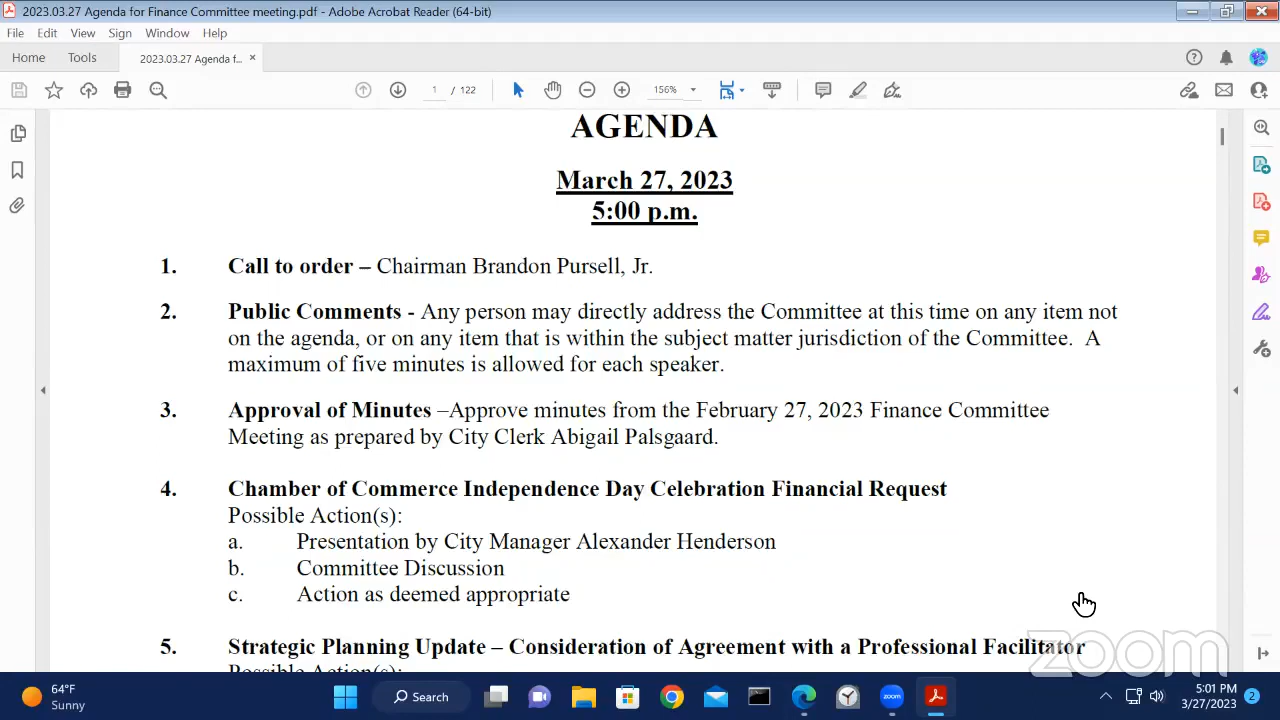 2023.03.27 Agenda for Finance Committee meeting.pdf - Adobe Acrobat Reader (64-bit)
File Edit View Sign Window Help
Home Tools 2023.03.27 Agenda f... ×
1 / 122 156%
AGENDA
March 27, 2023
5:00 p.m.
1. Call to order – Chairman Brandon Pursell, Jr.
2. Public Comments - Any person may directly address the Committee at this time on any item not
on the agenda, or on any item that is within the subject matter jurisdiction of the Committee. A
maximum of five minutes is allowed for each speaker.
3. Approval of Minutes –Approve minutes from the February 27, 2023 Finance Committee
Meeting as prepared by City Clerk Abigail Palsgaard.
4. Chamber of Commerce Independence Day Celebration Financial Request
Possible Action(s):
a. Presentation by City Manager Alexander Henderson
b. Committee Discussion
c. Action as deemed appropriate
5. Strategic Planning Update – Consideration of Agreement with a Professional Facilitator
Possible Action(s):
zoom
64°F
Sunny
Search
zoom
5:01 PM
3/27/2023
2